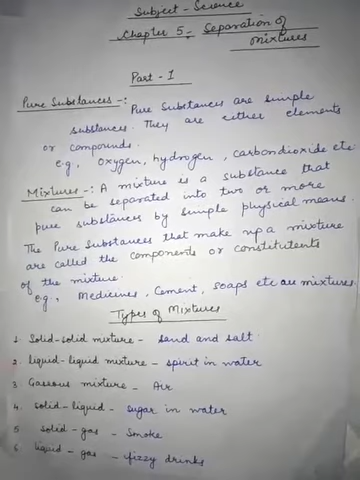 Subject - Science
Chapter 5 :- Separation of
Mixtures
Part - I
Pure Substances -: Pure Substances are simple
substances. They are either elements
or compounds.
e.g., Oxygen, hydrogen, carbondioxide etc
Mixtures -: A mixture is a substance that
can be separated into two or more
pure substances by simple physical means.
The Pure Substances that make up a mixture
are called the components or constitutents
of the mixture.
e.g., Medicines, Cement, soaps etc are mixtures
Types of Mixtures
1. Solid-solid mixture - sand and salt.
2. liquid-liquid mixture - spirit in water
3 Gaseous mixture - Air
4. solid-liquid - sugar in water
5 solid-gas - Smoke
6 liquid - gas - fizzy drinks